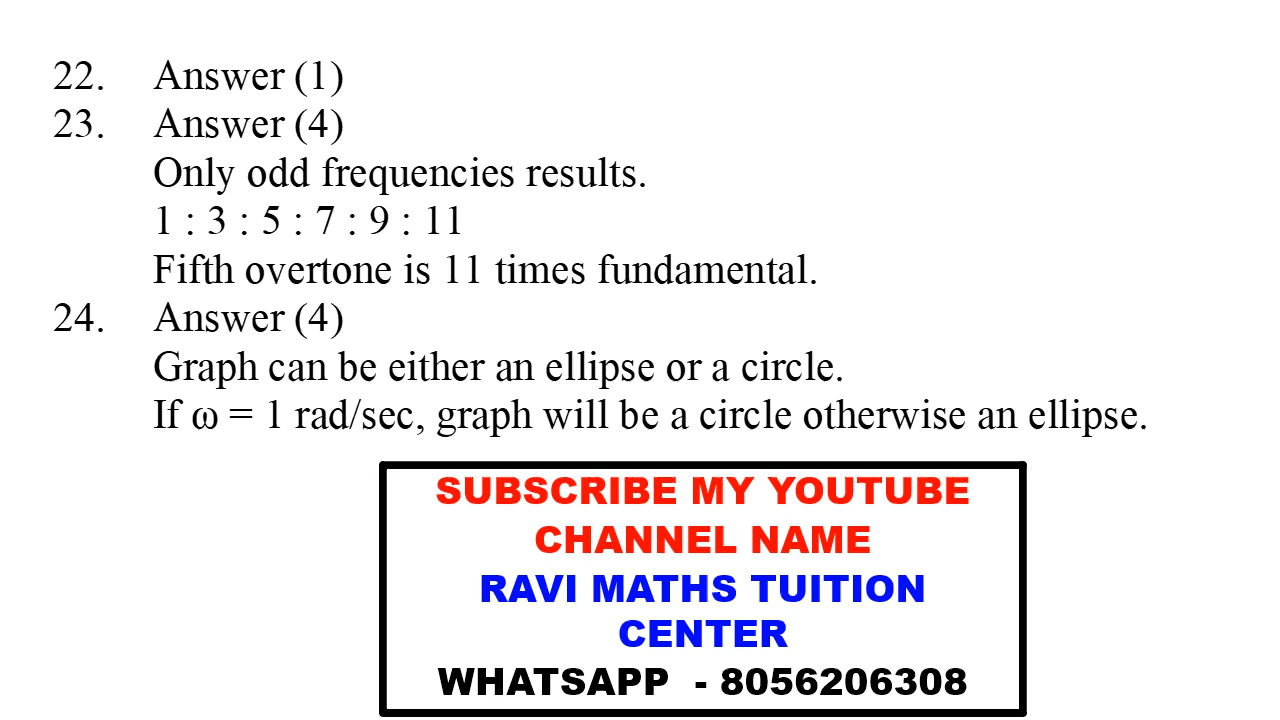 22. Answer (1)
23. Answer (4)
Only odd frequencies results.
1 : 3 : 5 : 7 : 9 : 11
Fifth overtone is 11 times fundamental.
24. Answer (4)
Graph can be either an ellipse or a circle.
If ω = 1 rad/sec, graph will be a circle otherwise an ellipse.
SUBSCRIBE MY YOUTUBE
CHANNEL NAME
RAVI MATHS TUITION
CENTER
WHATSAPP - 8056206308